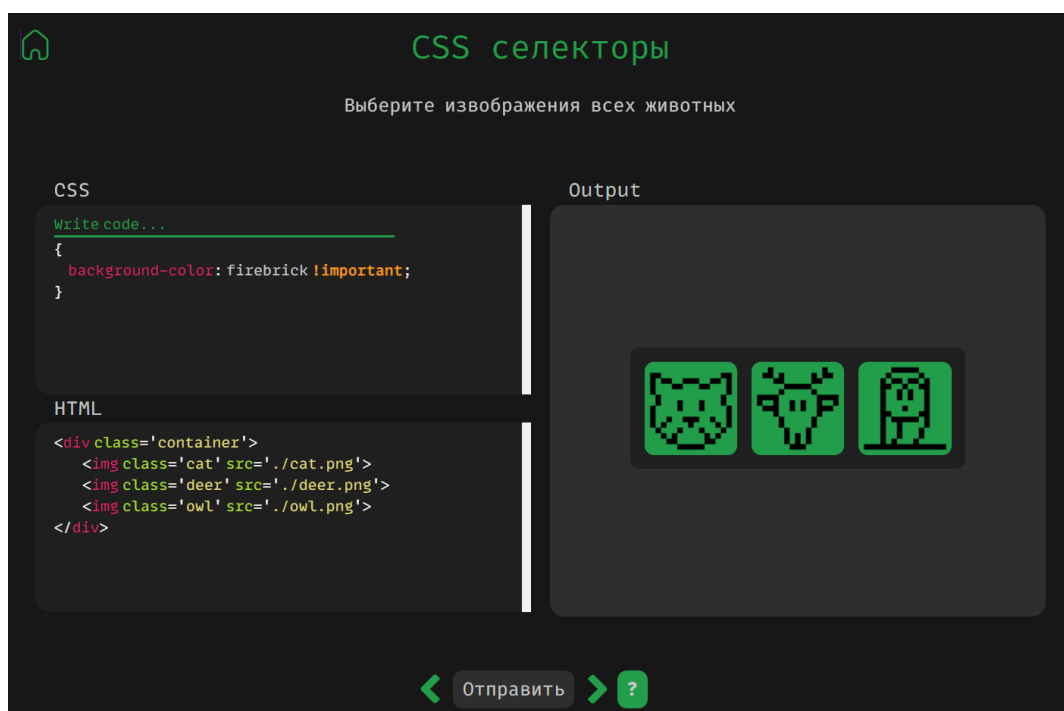 CSS селекторы
Выберите извображения всех животных
CSS
Write code...
{
background-color: firebrick !important;
}
HTML
<div class='container'>
<img class='cat' src='./cat.png'>
<img class='deer' src='./deer.png'>
<img class='owl' src='./owl.png'>
</div>
Output
Отправить
?